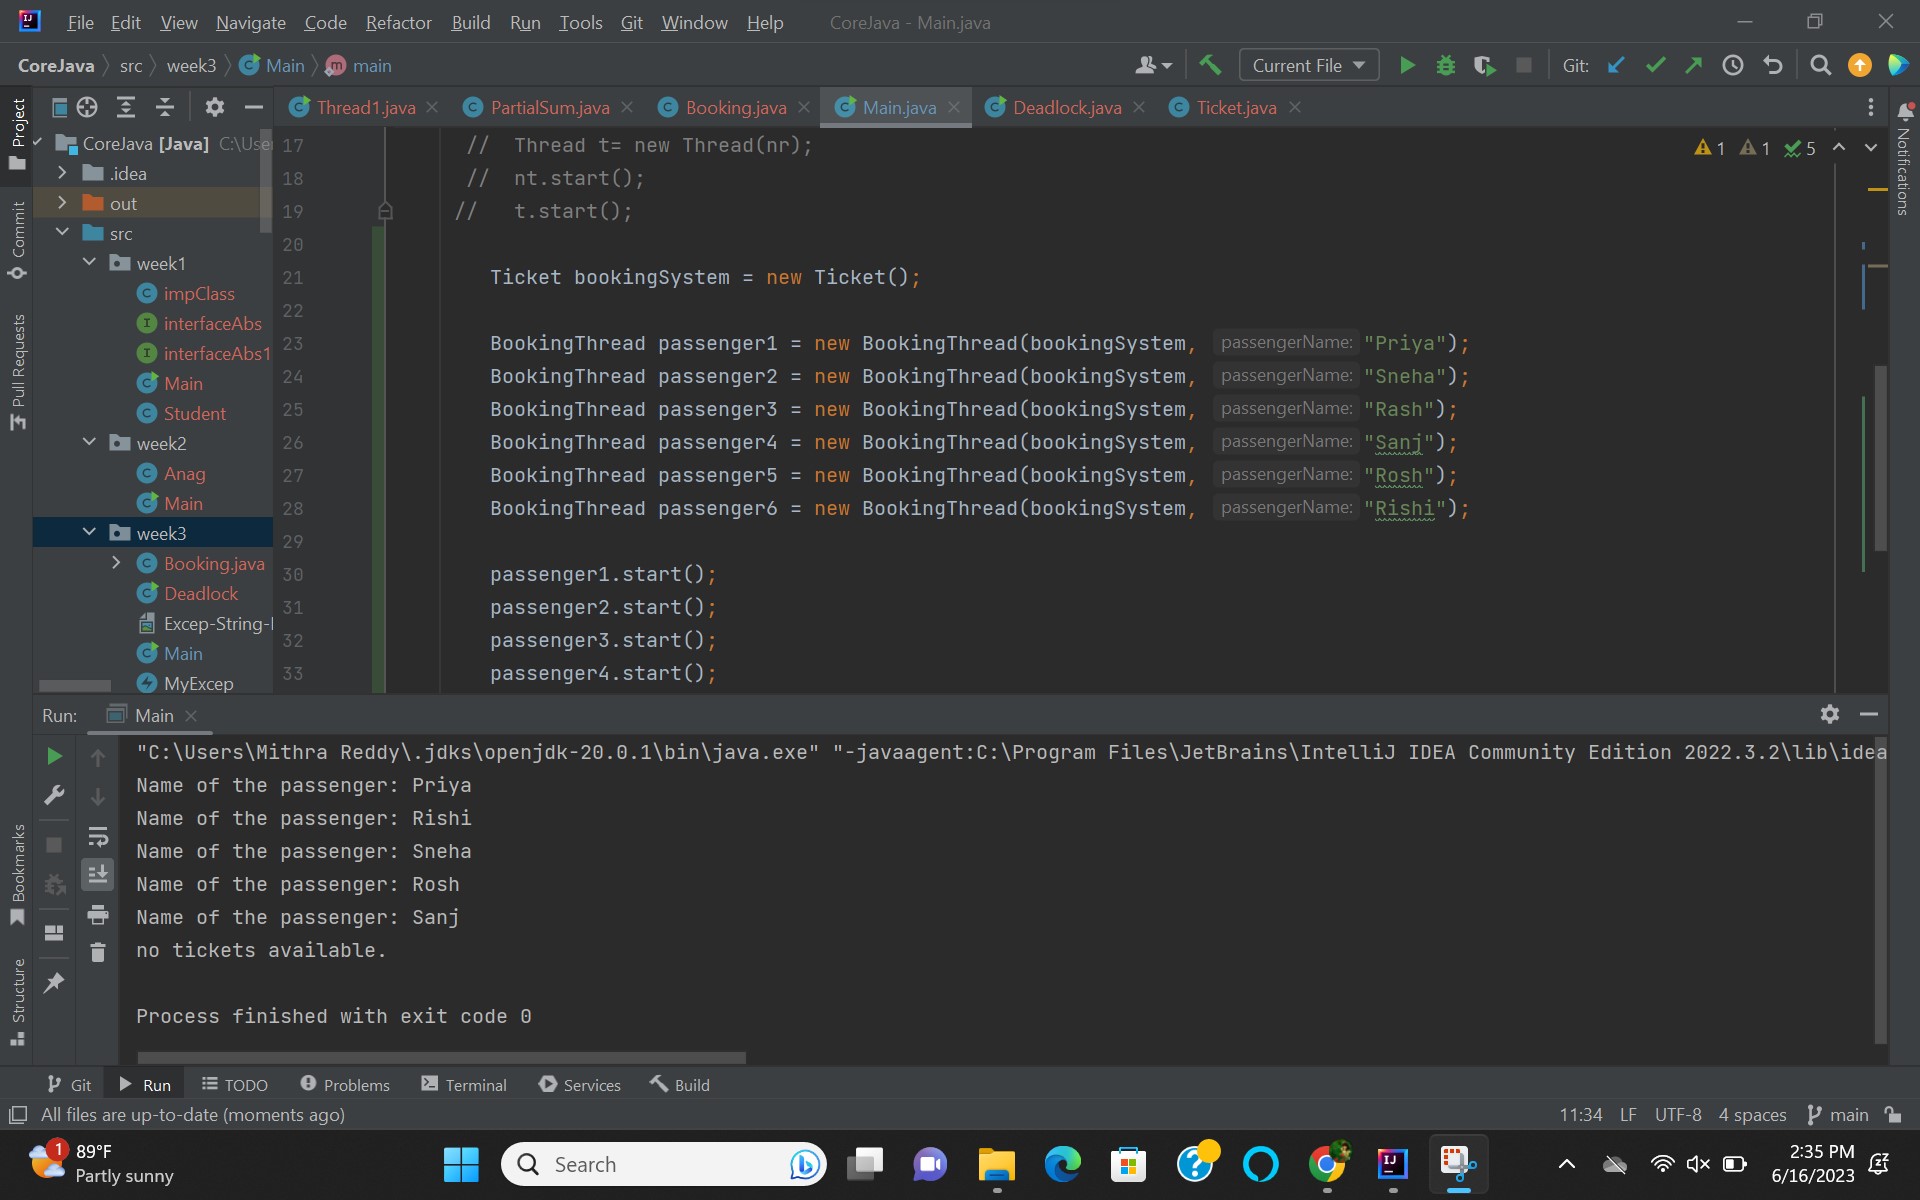 File Edit View Navigate Code Refactor Build Run Tools Git Window Help CoreJava - Main.java
CoreJava src week3 Main main Current File Git:
Thread1.java PartialSum.java Booking.java Main.java Deadlock.java Ticket.java
Project
Commit
Pull Requests
Bookmarks
Structure
Notifications
CoreJava [Java] C:\Use
.idea
out
src
week1
impClass
interfaceAbs
interfaceAbs1
Main
Student
week2
Anag
Main
week3
Booking.java
Deadlock
Excep-String-
Main
MyExcep
1 1 5
17 // Thread t= new Thread(nr);
18 // nt.start();
19 // t.start();
20
21 Ticket bookingSystem = new Ticket();
22
23 BookingThread passenger1 = new BookingThread(bookingSystem, passengerName: "Priya");
24 BookingThread passenger2 = new BookingThread(bookingSystem, passengerName: "Sneha");
25 BookingThread passenger3 = new BookingThread(bookingSystem, passengerName: "Rash");
26 BookingThread passenger4 = new BookingThread(bookingSystem, passengerName: "Sanj");
27 BookingThread passenger5 = new BookingThread(bookingSystem, passengerName: "Rosh");
28 BookingThread passenger6 = new BookingThread(bookingSystem, passengerName: "Rishi");
29
30 passenger1.start();
31 passenger2.start();
32 passenger3.start();
33 passenger4.start();
Run: Main
"C:\Users\Mithra Reddy\.jdks\openjdk-20.0.1\bin\java.exe" "-javaagent:C:\Program Files\JetBrains\IntelliJ IDEA Community Edition 2022.3.2\lib\idea
Name of the passenger: Priya
Name of the passenger: Rishi
Name of the passenger: Sneha
Name of the passenger: Rosh
Name of the passenger: Sanj
no tickets available.
Process finished with exit code 0
Git Run TODO Problems Terminal Services Build
All files are up-to-date (moments ago) 11:34 LF UTF-8 4 spaces main
1 89°F
Partly sunny
Search
2:35 PM
6/16/2023